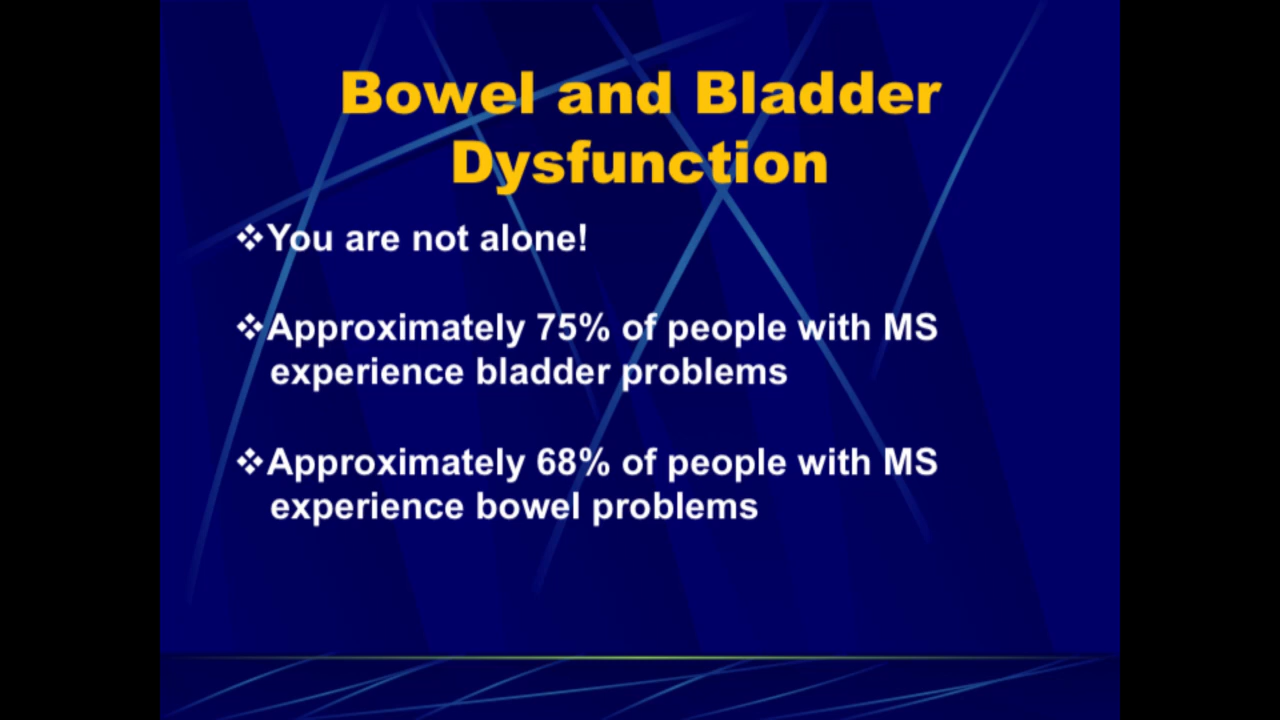 Bowel and Bladder
Dysfunction
❖You are not alone!
❖Approximately 75% of people with MS
experience bladder problems
❖Approximately 68% of people with MS
experience bowel problems